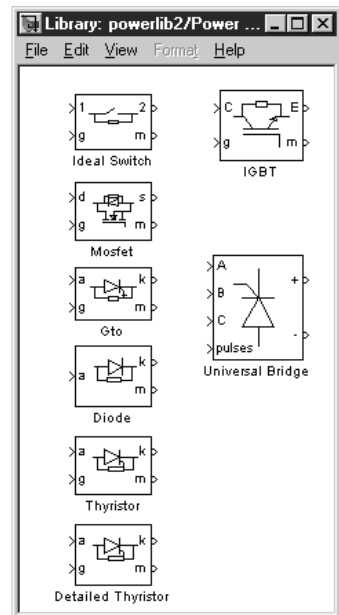 Library: powerlib2/Power ...
File Edit View Format Help
1 2
g m
Ideal Switch
C E
g m
IGBT
d s
g m
Mosfet
a k
g m
Gto
A +
B
C -
pulses
Universal Bridge
a k
m
Diode
a k
g m
Thyristor
a k
g m
Detailed Thyristor